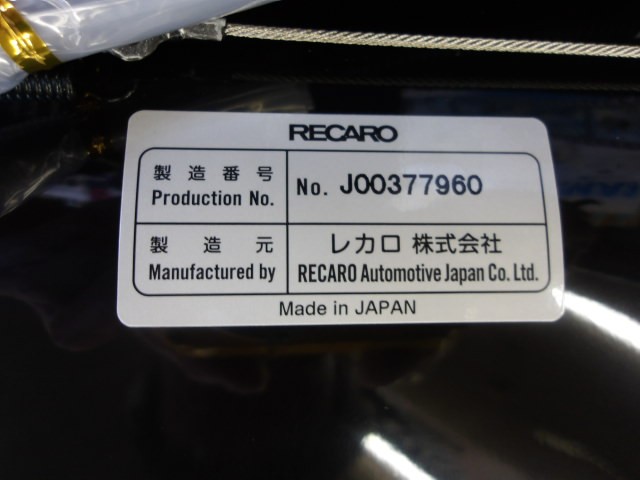 RECARO
製造番号
Production No.
No. J00377960
製造元
Manufactured by
レカロ 株式会社
RECARO Automotive Japan Co. Ltd.
Made in JAPAN